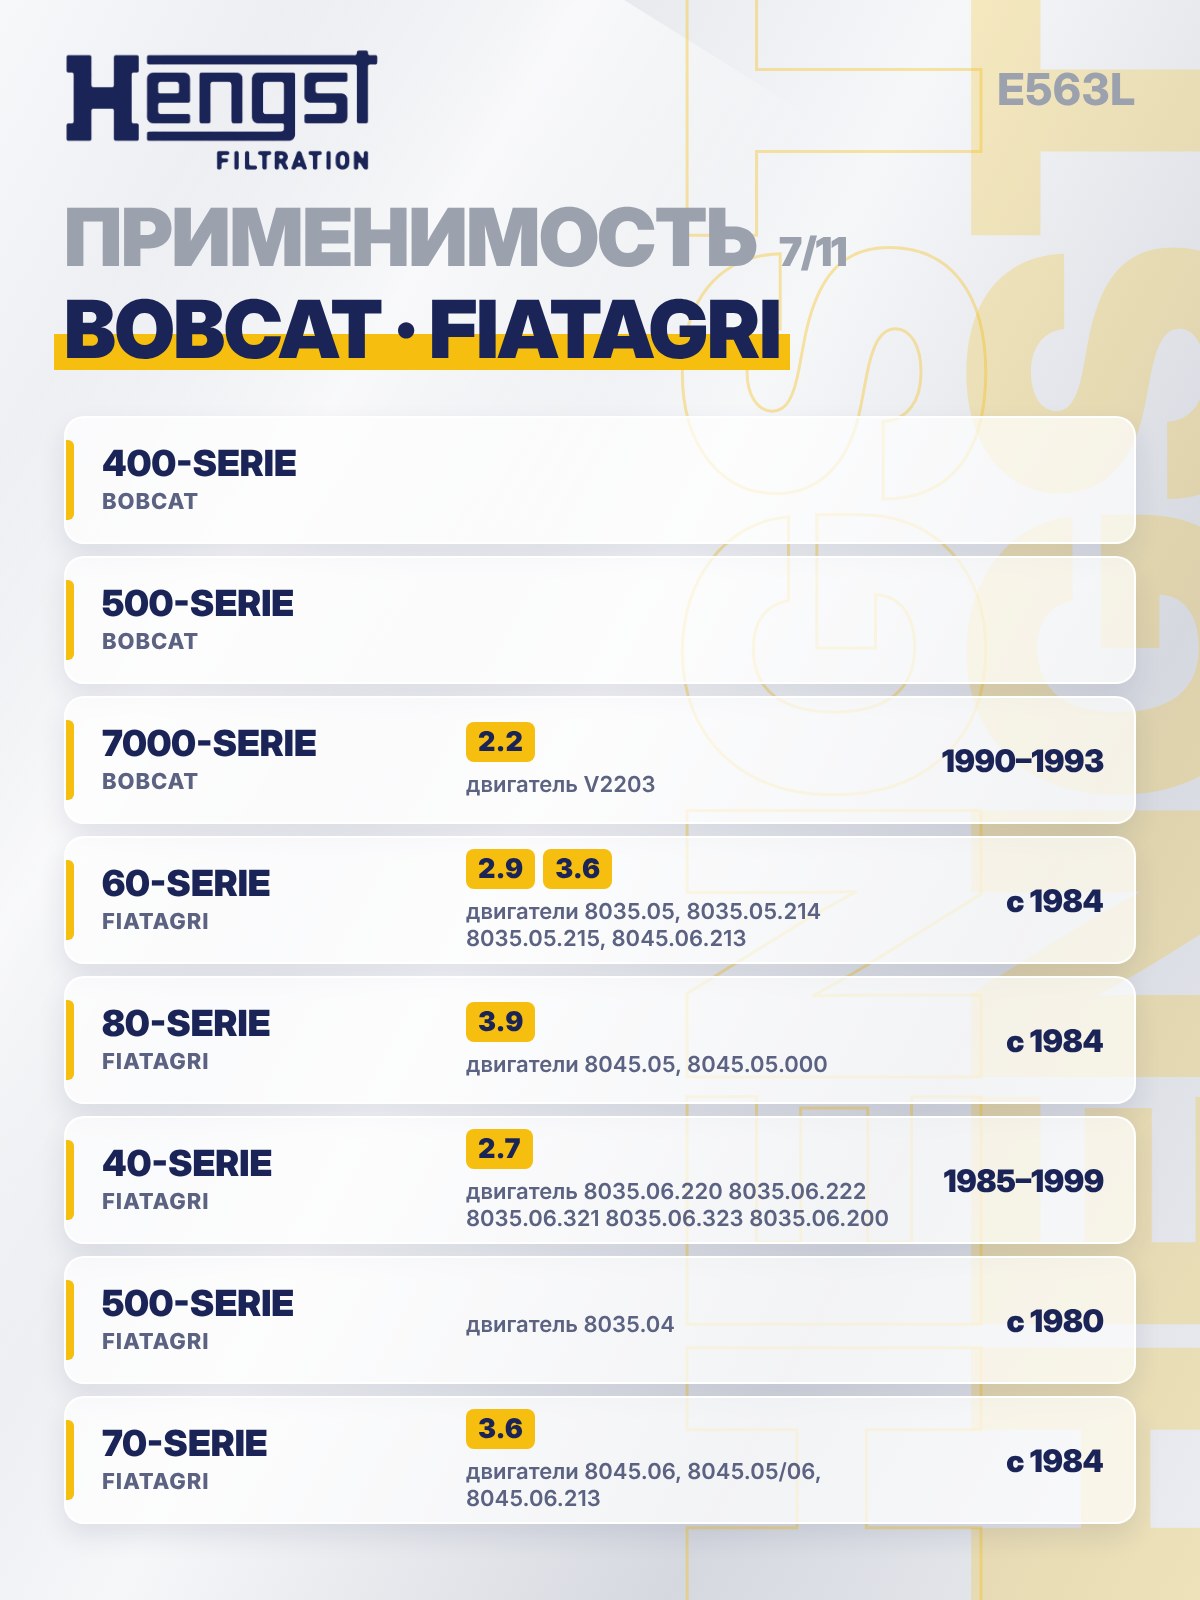 Hengst
FILTRATION
E563L
ПРИМЕНИМОСТЬ 7/11
BOBCAT · FIATAGRI
400-SERIE
BOBCAT
500-SERIE
BOBCAT
7000-SERIE
BOBCAT
2.2
двигатель V2203
1990–1993
60-SERIE
FIATAGRI
2.9 3.6
двигатели 8035.05, 8035.05.214
8035.05.215, 8045.06.213
с 1984
80-SERIE
FIATAGRI
3.9
двигатели 8045.05, 8045.05.000
с 1984
40-SERIE
FIATAGRI
2.7
двигатель 8035.06.220 8035.06.222
8035.06.321 8035.06.323 8035.06.200
1985–1999
500-SERIE
FIATAGRI
двигатель 8035.04
с 1980
70-SERIE
FIATAGRI
3.6
двигатели 8045.06, 8045.05/06,
8045.06.213
с 1984
HENGST
HENGST